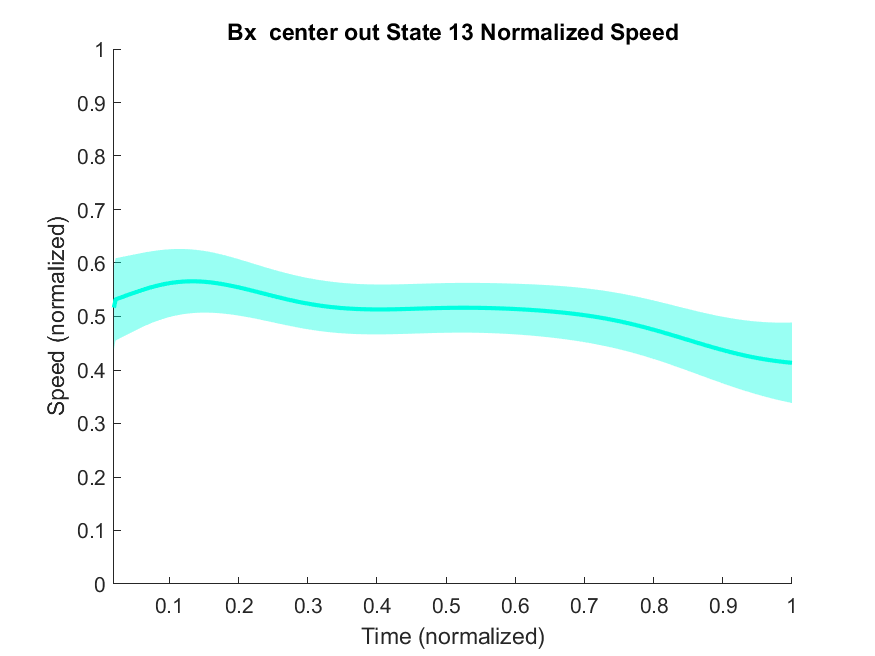 Bx  center out State 13 Normalized Speed
1
0.9
0.8
0.7
0.6
0.5
0.4
0.3
0.2
0.1
0
Speed (normalized)
0.1 0.2 0.3 0.4 0.5 0.6 0.7 0.8 0.9 1
Time (normalized)